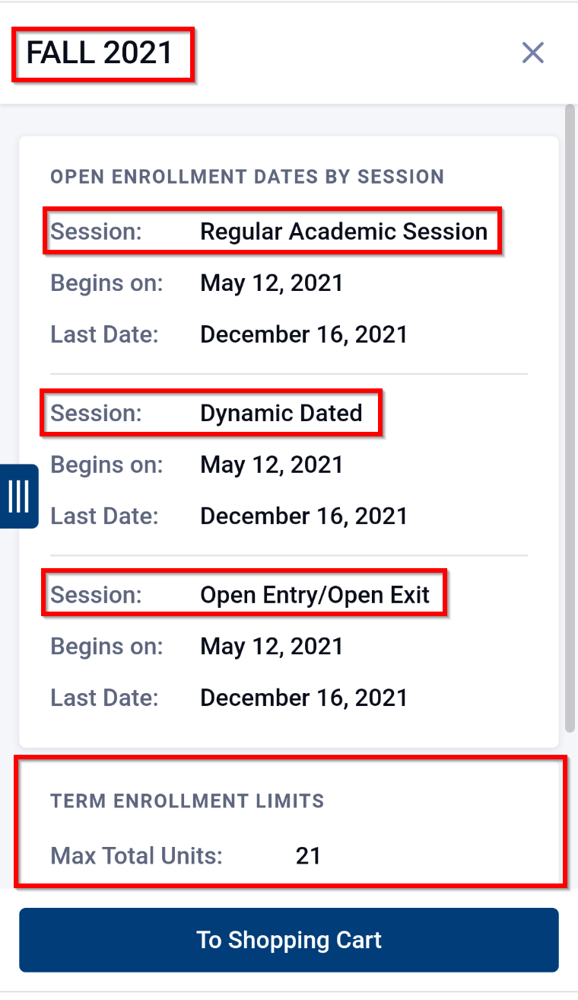 FALL 2021
OPEN ENROLLMENT DATES BY SESSION
Session: Regular Academic Session
Begins on: May 12, 2021
Last Date: December 16, 2021
Session: Dynamic Dated
Begins on: May 12, 2021
Last Date: December 16, 2021
Session: Open Entry/Open Exit
Begins on: May 12, 2021
Last Date: December 16, 2021
TERM ENROLLMENT LIMITS
Max Total Units: 21
To Shopping Cart